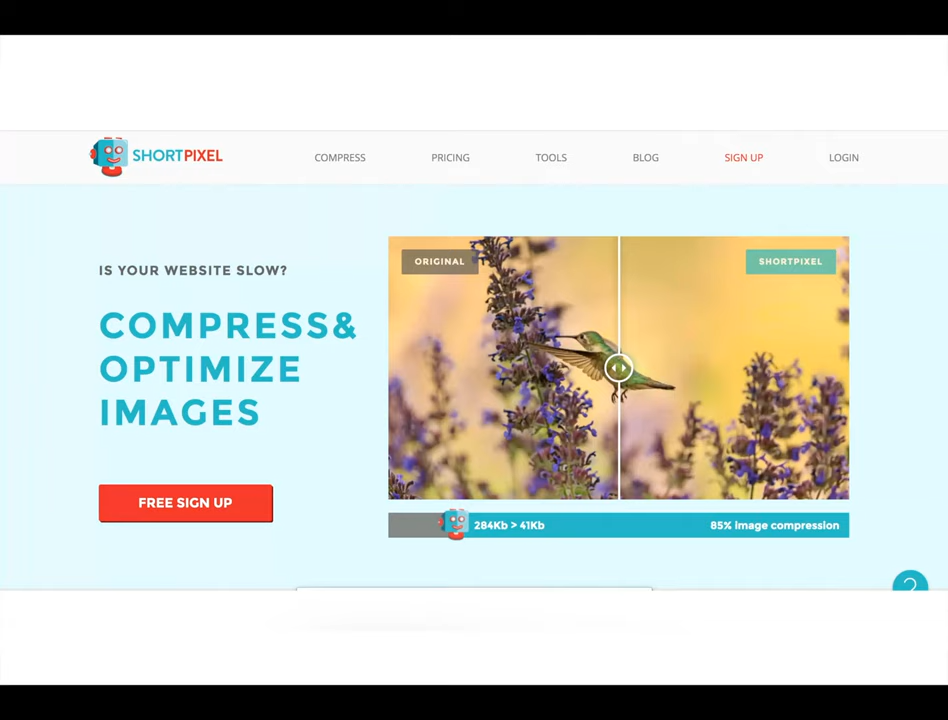 SHORTPIXEL
COMPRESS PRICING TOOLS BLOG SIGN UP LOGIN
IS YOUR WEBSITE SLOW?
COMPRESS&
OPTIMIZE
IMAGES
FREE SIGN UP
ORIGINAL SHORTPIXEL
284Kb > 41Kb 85% image compression
?